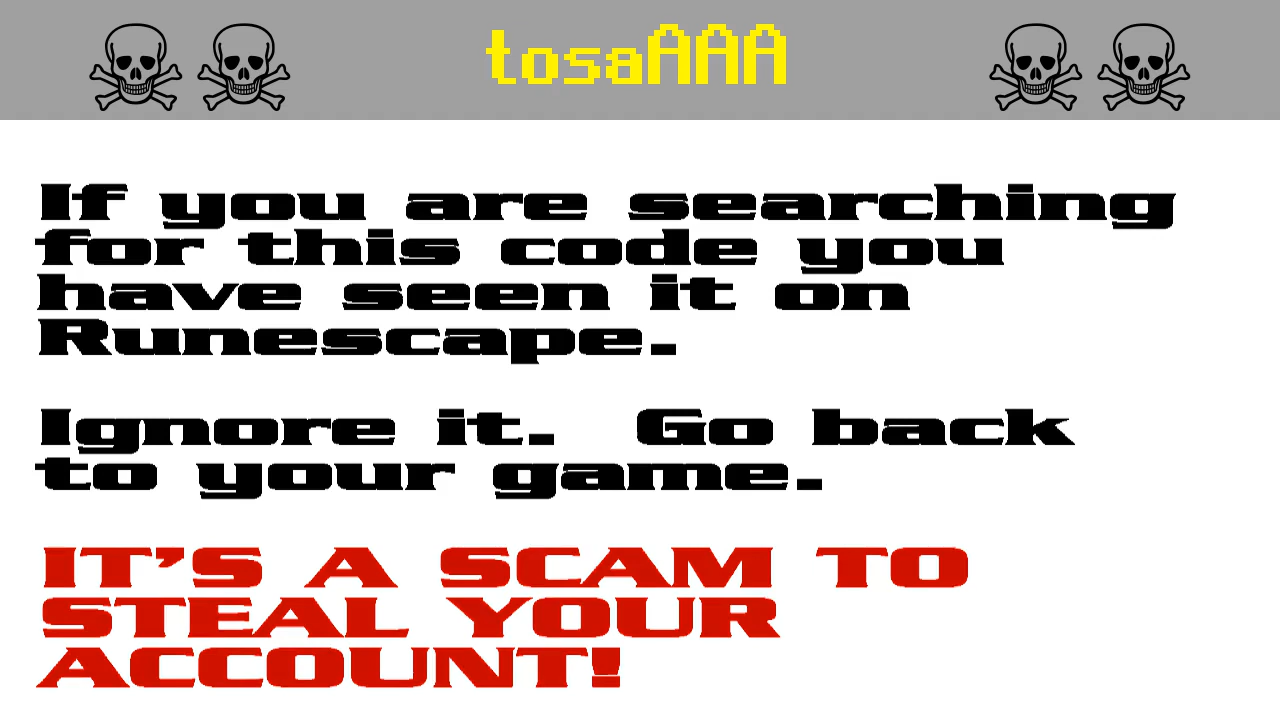 tosaAAA
If you are searching
for this code you
have seen it on
Runescape.
Ignore it.  Go back
to your game.
IT'S A SCAM TO
STEAL YOUR
ACCOUNT!